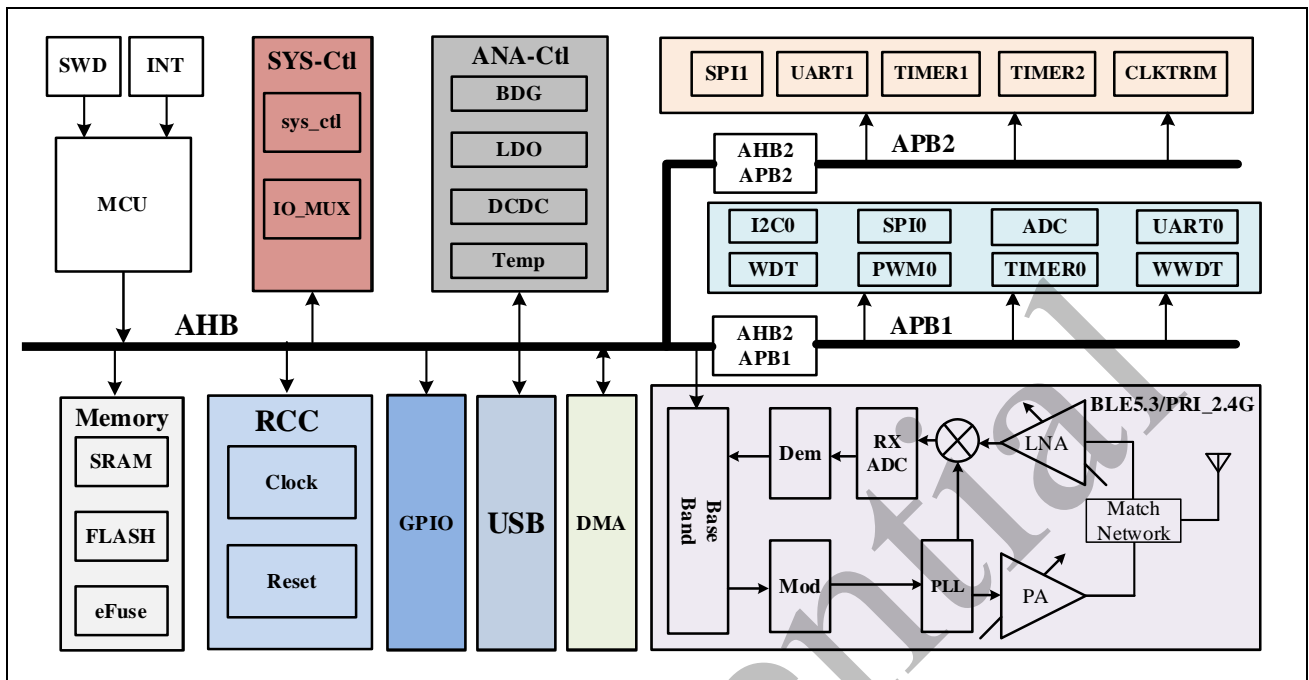 SWD
INT
MCU
SYS-Ctl
sys_ctl
IO_MUX
ANA-Ctl
BDG
LDO
DCDC
Temp
SPI1
UART1
TIMER1
TIMER2
CLKTRIM
AHB2
APB2
APB2
I2C0
SPI0
ADC
UART0
WDT
PWM0
TIMER0
WWDT
AHB
AHB2
APB1
APB1
Memory
SRAM
FLASH
eFuse
RCC
Clock
Reset
GPIO
USB
DMA
BLE5.3/PRI_2.4G
Base
Band
Dem
RX
ADC
LNA
Match
Network
Mod
PLL
PA
ential